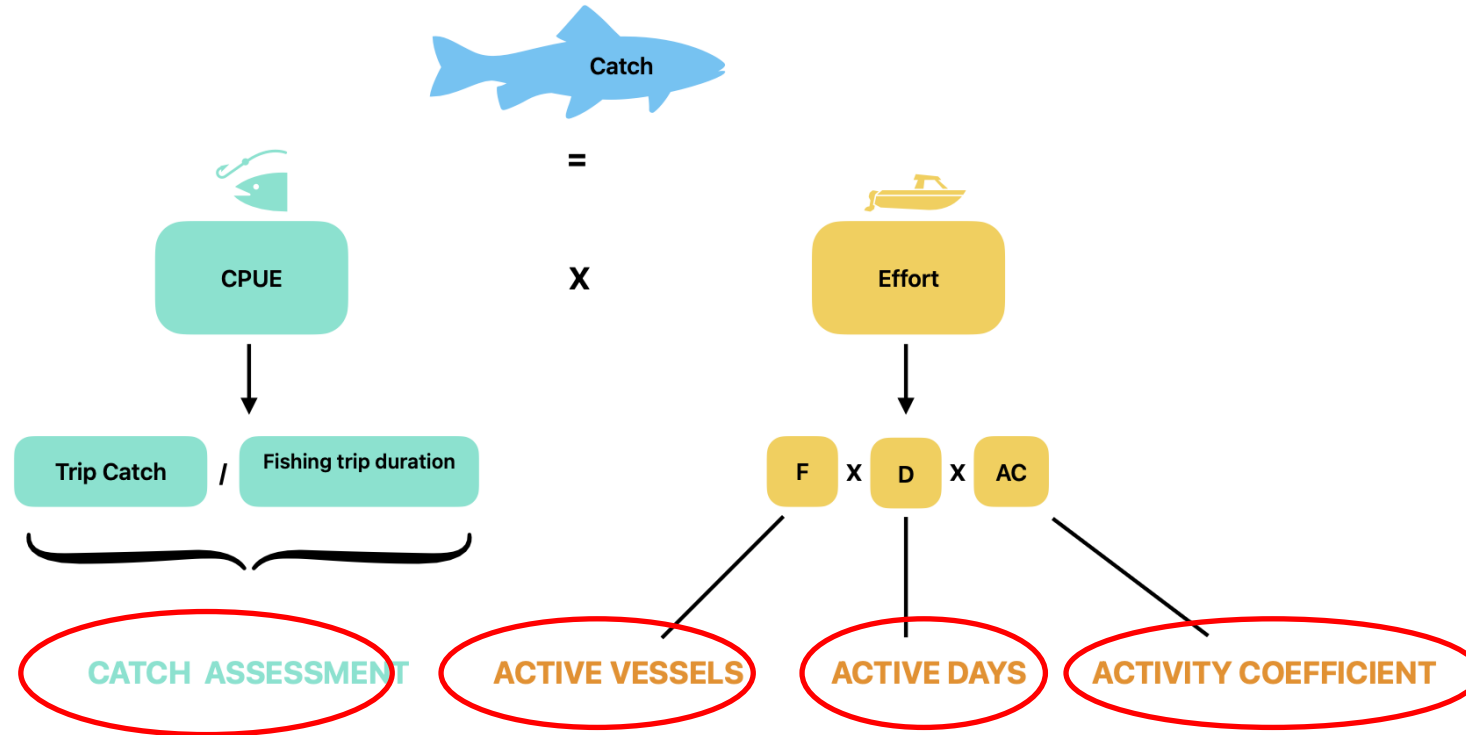 Catch
=
CPUE X Effort
Trip Catch / Fishing trip duration
F X D X AC
CATCH ASSESSMENT
ACTIVE VESSELS
ACTIVE DAYS
ACTIVITY COEFFICIENT